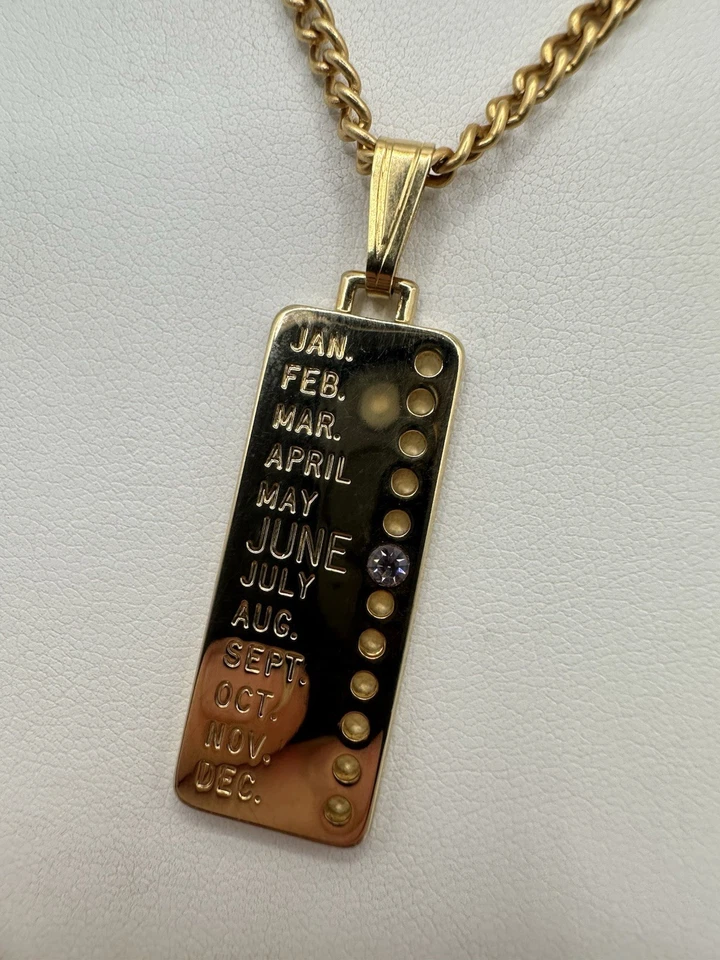 JAN.
FEB.
MAR.
APRIL
MAY
JUNE
JULY
AUG.
SEPT.
OCT.
NOV.
DEC.